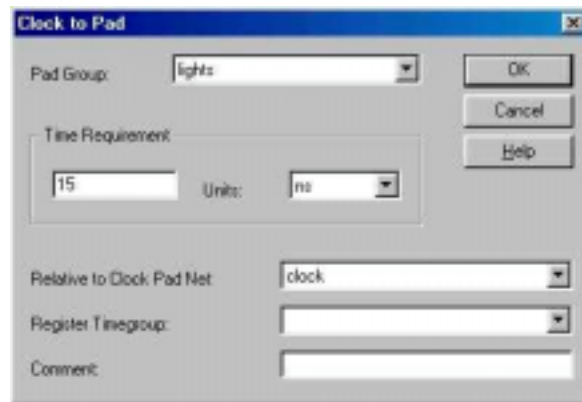 Clock to Pad
Pad Group: lights
OK
Cancel
Help
Time Requirement
15 Units: ns
Relative to Clock Pad Net: clock
Register Timegroup:
Comment: